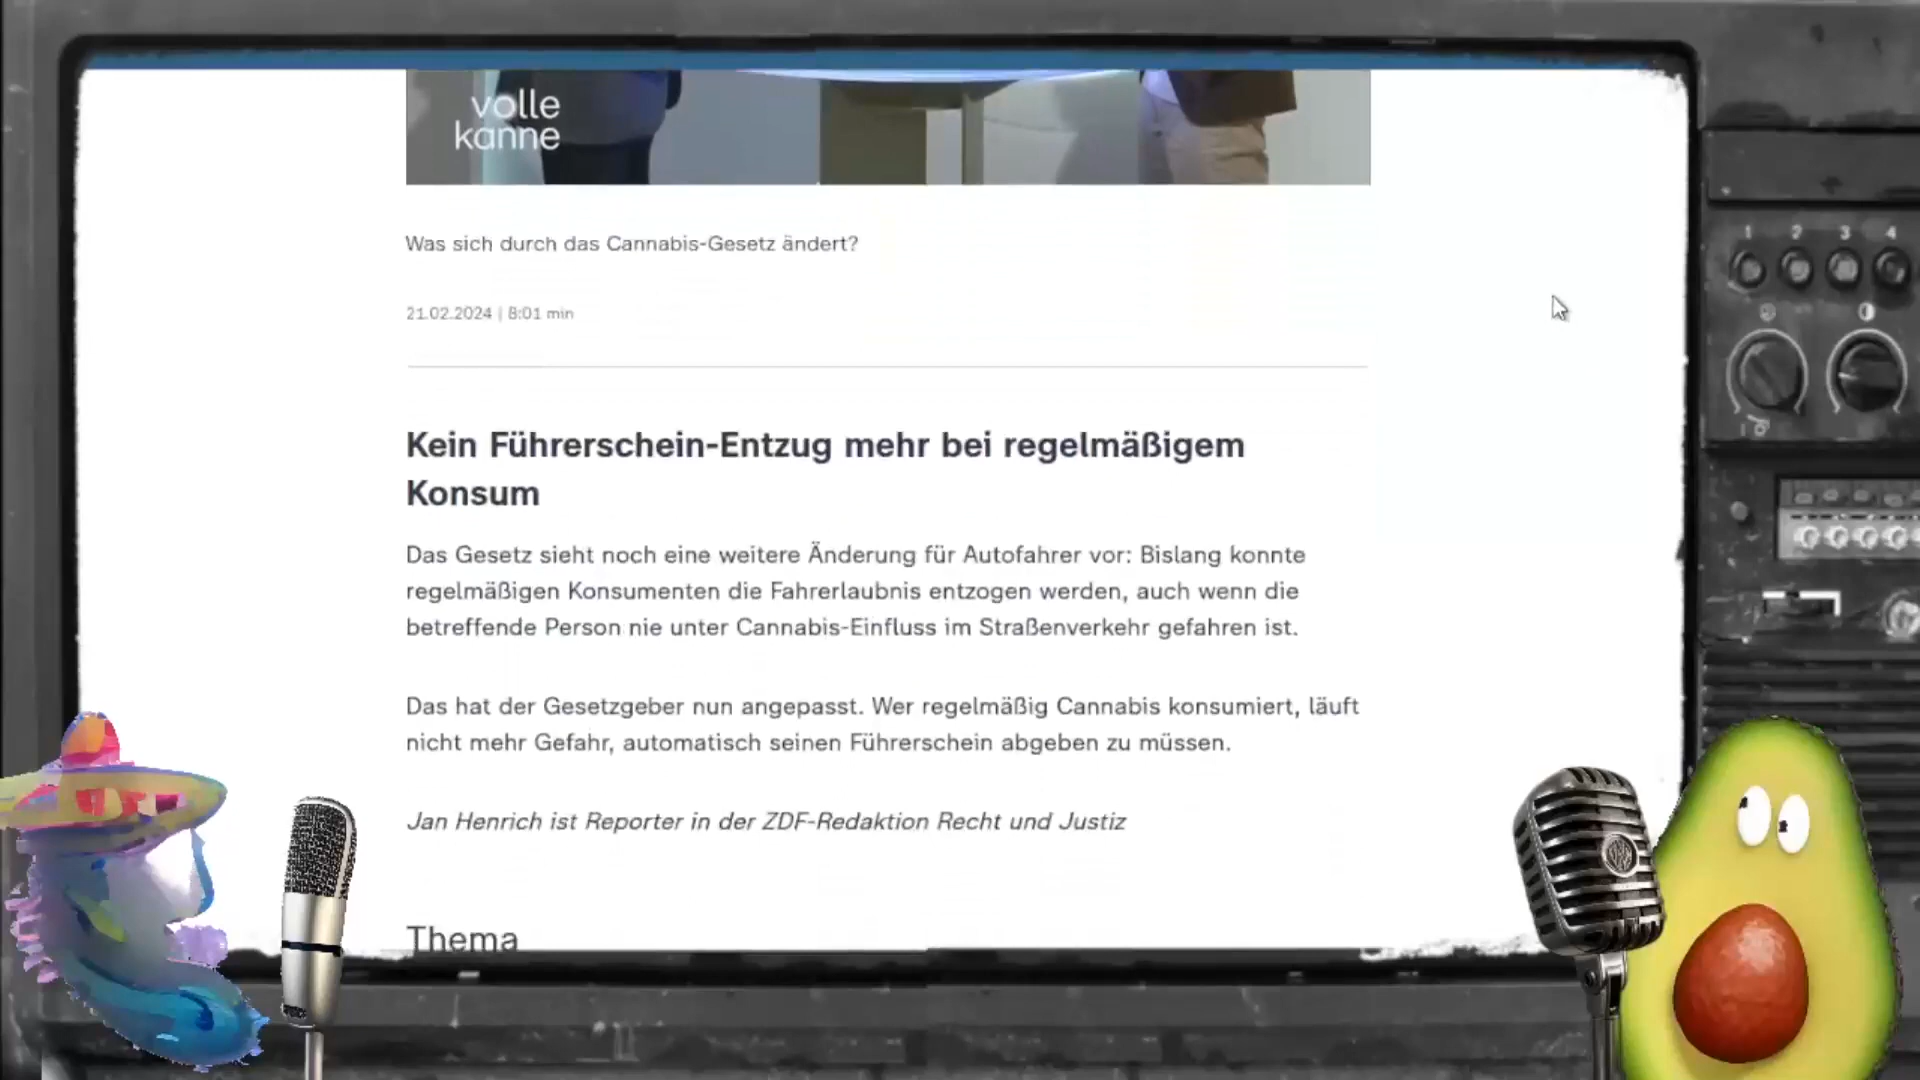 volle
kanne
Was sich durch das Cannabis-Gesetz ändert?
21.02.2024 | 8:01 min
Kein Führerschein-Entzug mehr bei regelmäßigem
Konsum
Das Gesetz sieht noch eine weitere Änderung für Autofahrer vor: Bislang konnte
regelmäßigen Konsumenten die Fahrerlaubnis entzogen werden, auch wenn die
betreffende Person nie unter Cannabis-Einfluss im Straßenverkehr gefahren ist.
Das hat der Gesetzgeber nun angepasst. Wer regelmäßig Cannabis konsumiert, läuft
nicht mehr Gefahr, automatisch seinen Führerschein abgeben zu müssen.
Jan Henrich ist Reporter in der ZDF-Redaktion Recht und Justiz
Thema
1 2 3 4